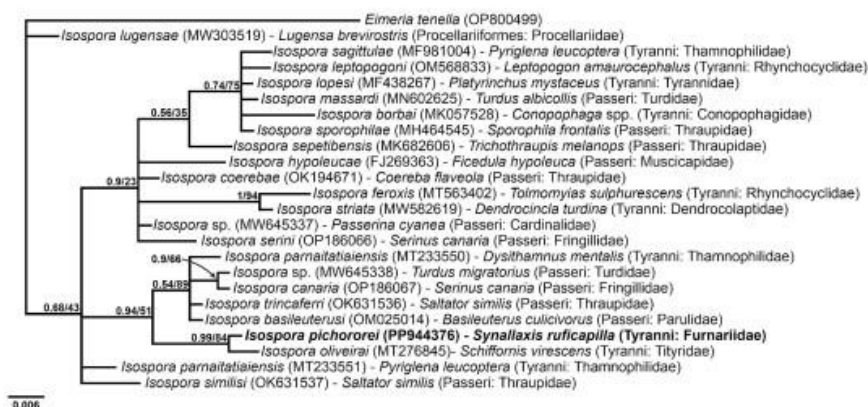 Eimeria tenella (OP800499)
Isospora lugensae (MW303519) - Lugensa brevirostris (Procellariiformes: Procellariidae)
Isospora sagittulae (MF981004) - Pyriglena leucoptera (Tyranni: Thamnophilidae)
Isospora leptopogoni (OM568833) - Leptopogon amaurocephalus (Tyranni: Rhynchocyclidae)
0.74/75
Isospora lopesi (MF438267) - Platyrinchus mystaceus (Tyranni: Tyrannidae)
Isospora massardi (MN602625) - Turdus albicollis (Passeri: Turdidae)
0.56/35
Isospora borbai (MK057528) - Conopophaga spp. (Tyranni: Conopophagidae)
Isospora sporophilae (MH464545) - Sporophila frontalis (Passeri: Thraupidae)
Isospora sepetibensis (MK682606) - Trichothraupis melanops (Passeri: Thraupidae)
Isospora hypoleucae (FJ269363) - Ficedula hypoleuca (Passeri: Muscicapidae)
0.9/23
Isospora coerebae (OK194671) - Coereba flaveola (Passeri: Thraupidae)
1/94
Isospora feroxis (MT563402) - Tolmomyias sulphurescens (Tyranni: Rhynchocyclidae)
Isospora striata (MW582619) - Dendrocincla turdina (Tyranni: Dendrocolaptidae)
Isospora sp. (MW645337) - Passerina cyanea (Passeri: Cardinalidae)
Isospora serini (OP186066) - Serinus canaria (Passeri: Fringillidae)
0.9/66
Isospora parnaitatiaiensis (MT233550) - Dysithamnus mentalis (Tyranni: Thamnophilidae)
Isospora sp. (MW645338) - Turdus migratorius (Passeri: Turdidae)
0.54/89
Isospora canaria (OP186067) - Serinus canaria (Passeri: Fringillidae)
0.68/43
Isospora trincaferri (OK631536) - Saltator similis (Passeri: Thraupidae)
0.94/51
Isospora basileuterusi (OM025014) - Basileuterus culicivorus (Passeri: Parulidae)
0.99/84
Isospora pichororei (PP944376) - Synallaxis ruficapilla (Tyranni: Furnariidae)
Isospora oliveirai (MT276845)- Schiffornis virescens (Tyranni: Tityridae)
Isospora parnaitatiaiensis (MT233551) - Pyriglena leucoptera (Tyranni: Thamnophilidae)
Isospora similisi (OK631537) - Saltator similis (Passeri: Thraupidae)
0.006